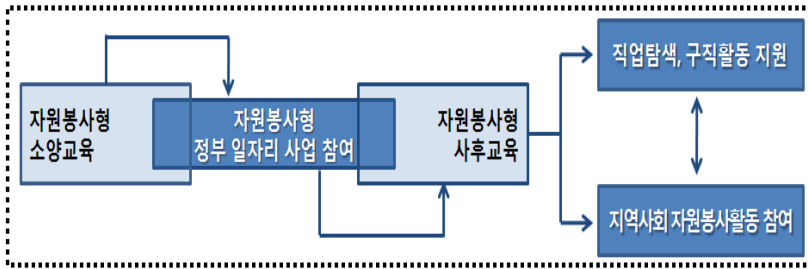 자원봉사형
소양교육
자원봉사형
정부 일자리 사업 참여
자원봉사형
사후교육
직업탐색, 구직활동 지원
지역사회 자원봉사활동 참여